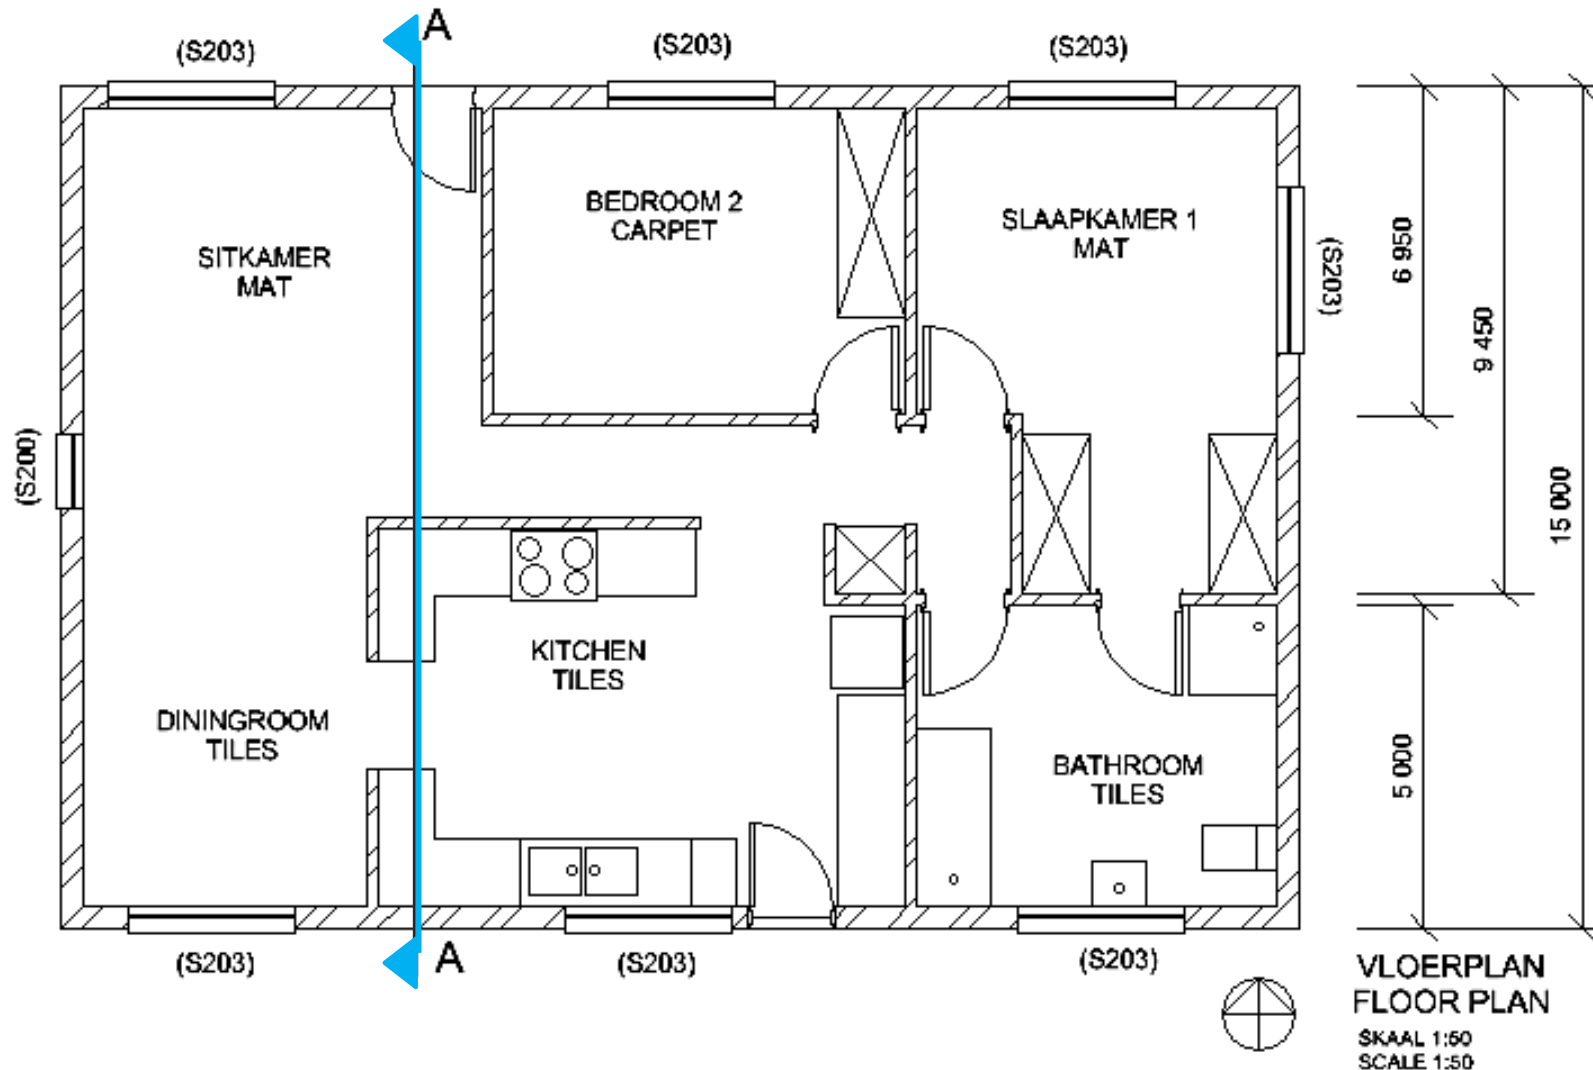 A
(S203)
(S203)
(S203)
BEDROOM 2
CARPET
SLAAPKAMER 1
MAT
SITKAMER
MAT
(S203)
6 950
9 450
15 000
(S200)
KITCHEN
TILES
DININGROOM
TILES
BATHROOM
TILES
5 000
A
(S203)
(S203)
(S203)
VLOERPLAN
FLOOR PLAN
SKAAL 1:50
SCALE 1:50